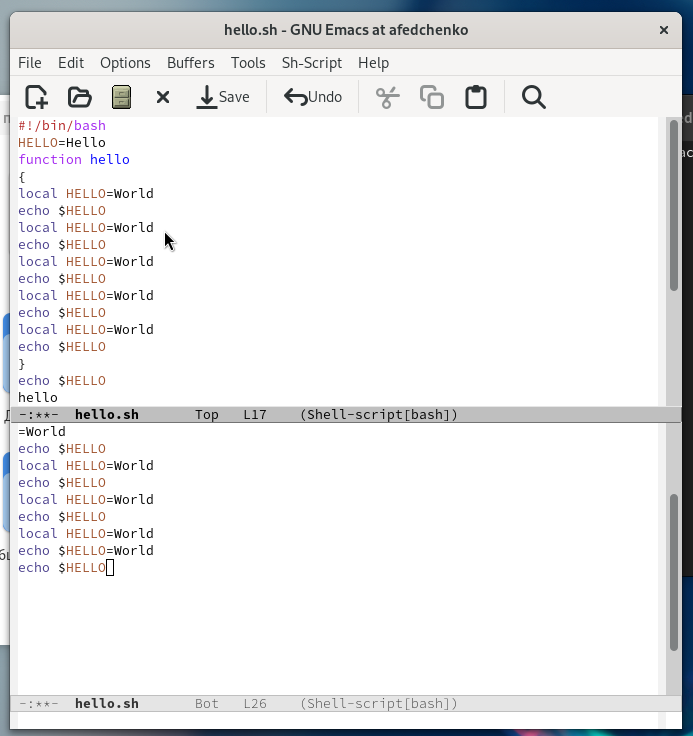 hello.sh - GNU Emacs at afedchenko
File Edit Options Buffers Tools Sh-Script Help
Save Undo
#!/bin/bash
HELLO=Hello
function hello
{
local HELLO=World
echo $HELLO
local HELLO=World
echo $HELLO
local HELLO=World
echo $HELLO
local HELLO=World
echo $HELLO
local HELLO=World
echo $HELLO
}
echo $HELLO
hello
-:**- hello.sh Top L17 (Shell-script[bash])
=World
echo $HELLO
local HELLO=World
echo $HELLO
local HELLO=World
echo $HELLO
local HELLO=World
echo $HELLO=World
echo $HELLO
-:**- hello.sh Bot L26 (Shell-script[bash])